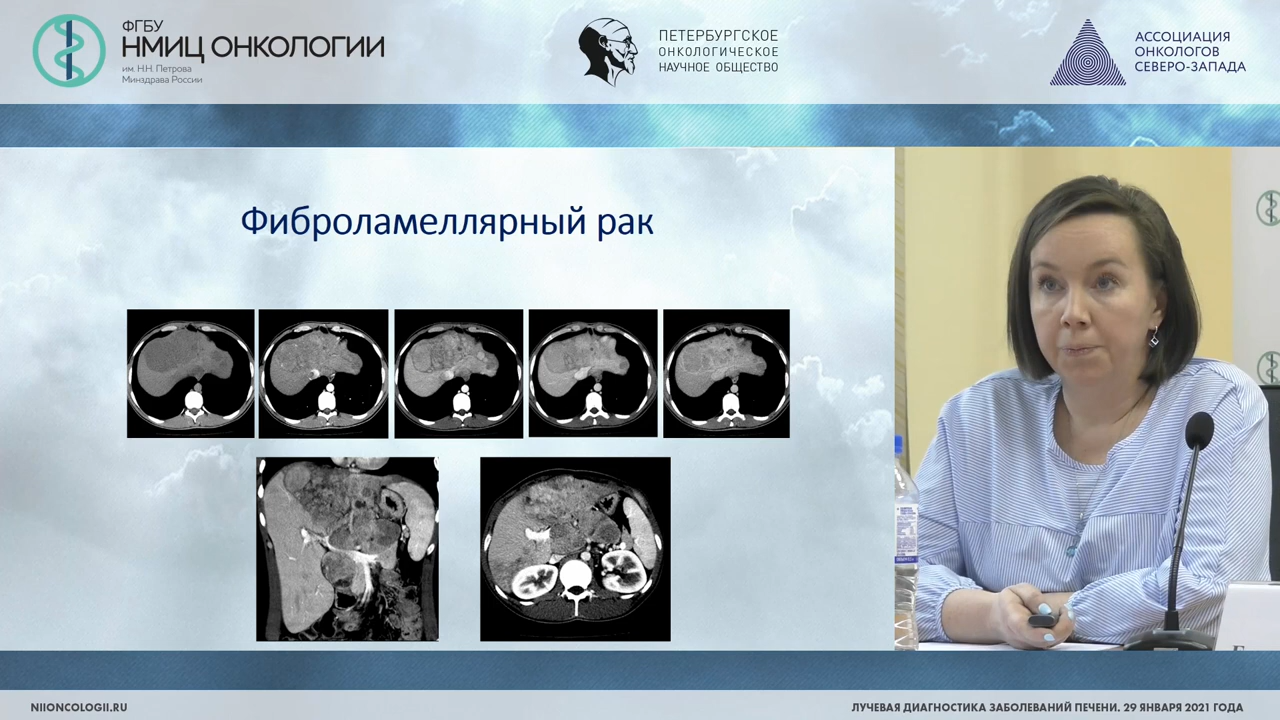 ФГБУ
НМИЦ ОНКОЛОГИИ
им. Н.Н. Петрова
Минздрава России
ПЕТЕРБУРГСКОЕ
ОНКОЛОГИЧЕСКОЕ
НАУЧНОЕ ОБЩЕСТВО
АССОЦИАЦИЯ
ОНКОЛОГОВ
СЕВЕРО-ЗАПАДА
Фиброламеллярный рак
NIIONCOLOGII.RU
ЛУЧЕВАЯ ДИАГНОСТИКА ЗАБОЛЕВАНИЙ ПЕЧЕНИ. 29 ЯНВАРЯ 2021 ГОДА